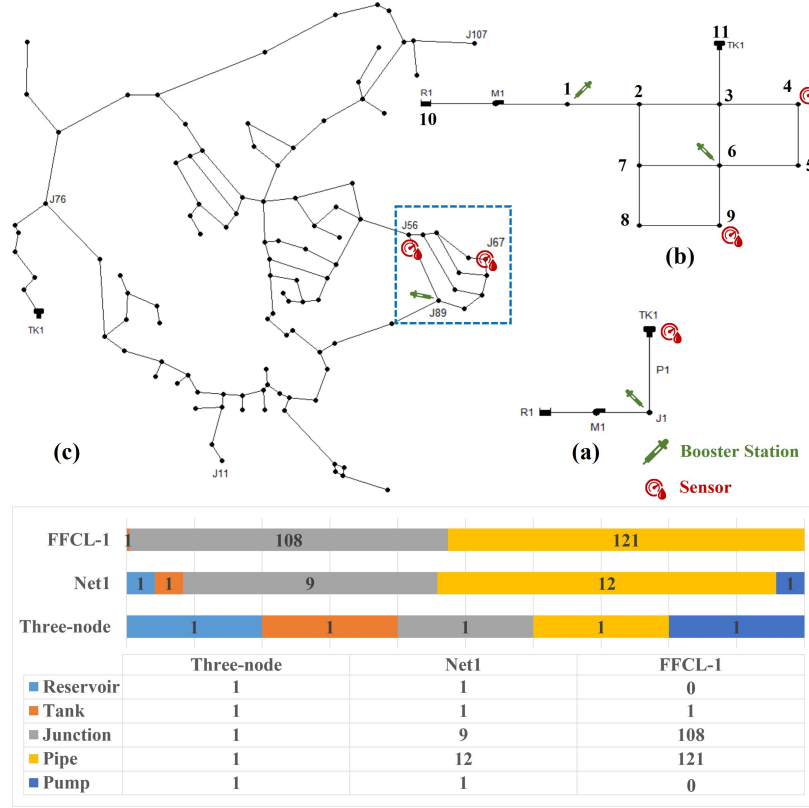 J107
R1
M1
1
10
11
TK1
2
3
4
7
6
5
8
9
(b)
J76
TK1
J56
J67
J89
J11
(c)
TK1
P1
R1
M1
J1
(a)
Booster Station
Sensor
FFCL-1 1 108 121
Net1 1 1 9 12 1
Three-node 1 1 1 1 1
Three-node Net1 FFCL-1
Reservoir 1 1 0
Tank 1 1 1
Junction 1 9 108
Pipe 1 12 121
Pump 1 1 0